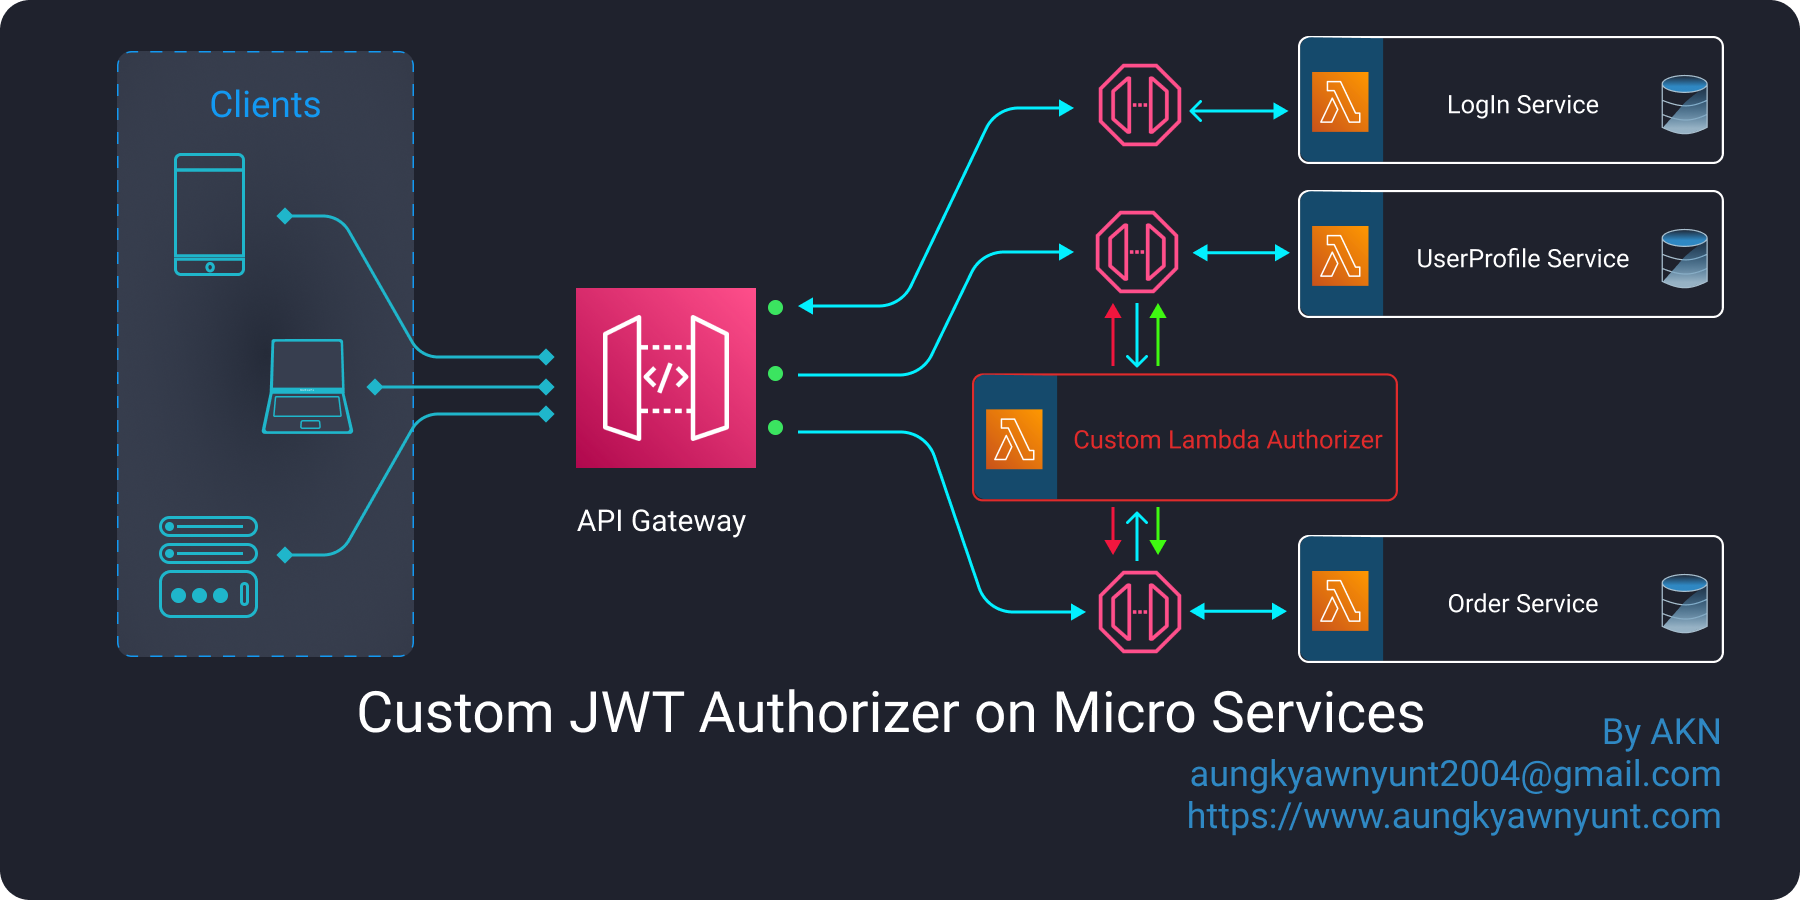 Clients
LogIn Service
UserProfile Service
</>
Custom Lambda Authorizer
API Gateway
Order Service
Custom JWT Authorizer on Micro Services
By AKN
aungkyawnyunt2004@gmail.com
https://www.aungkyawnyunt.com